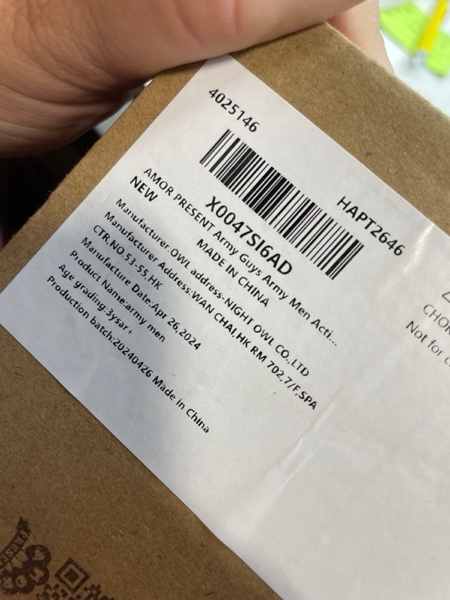 4025146
HAPT2646
X0047SI6AD
AMOR PRESENT Army Guys Army Men Acti...
NEW
MADE IN CHINA
Manufacturer:OWL address-NIGHT OWL CO.,LTD
Manufacturer Address:WAN CHAI,HK RM 702,7/F,SPA
CTR,NO.53-55,HK
Manufacture Date:Apr 26,2024
Product Name:army men
Age grading:3year+
Production batch:20240426 Made in China
CHOK
Not for c